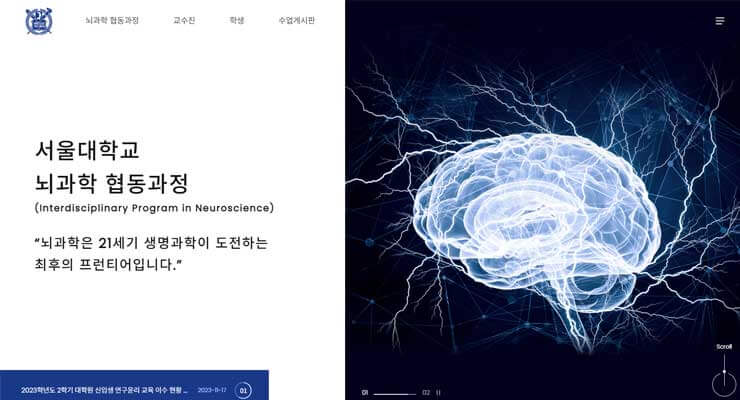 뇌과학 협동과정 교수진 학생 수업게시판
서울대학교
뇌과학 협동과정
(Interdisciplinary Program in Neuroscience)
“뇌과학은 21세기 생명과학이 도전하는
최후의 프런티어입니다.”
Scroll
2023학년도 2학기 대학원 신입생 연구윤리 교육 이수 현황 ... 2023-11-17 01
01 02